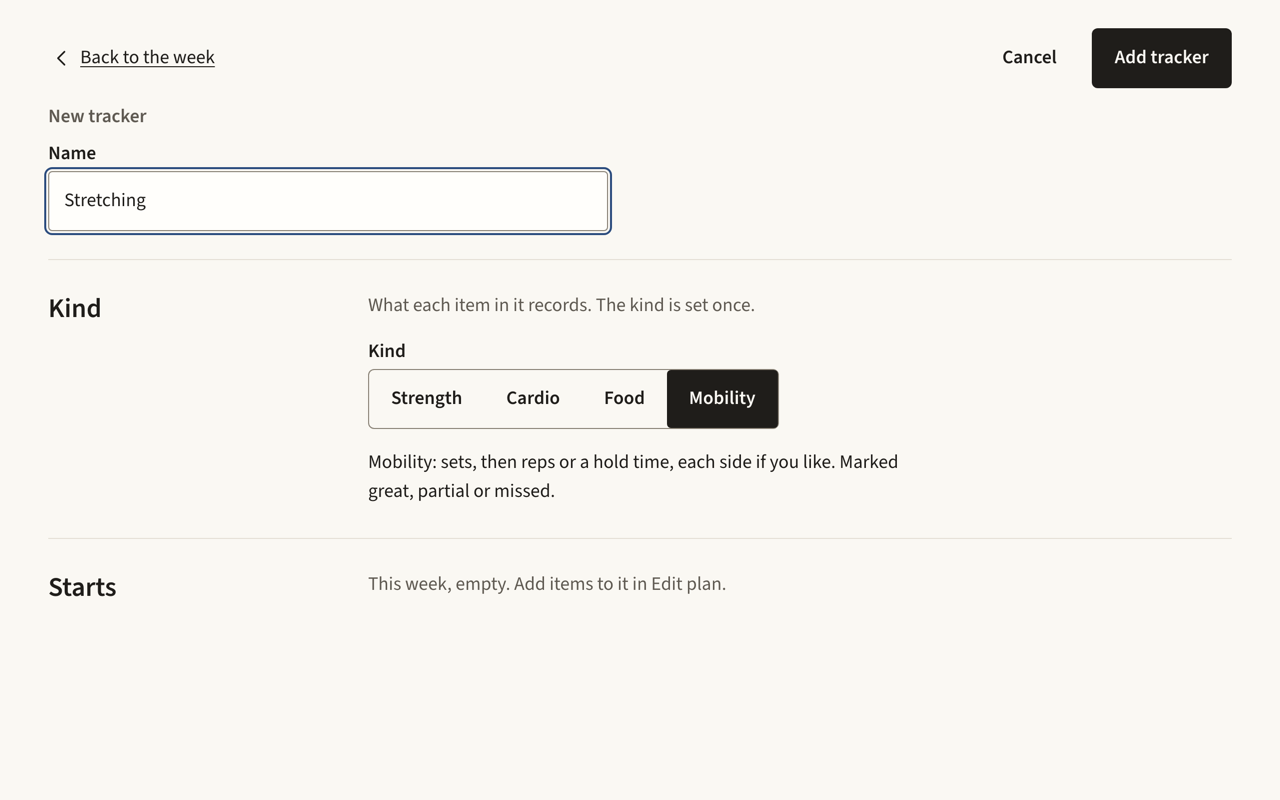 Back to the week
Cancel
Add tracker
New tracker
Name
Stretching
Kind
What each item in it records. The kind is set once.
Kind
Strength
Cardio
Food
Mobility
Mobility: sets, then reps or a hold time, each side if you like. Marked
great, partial or missed.
Starts
This week, empty. Add items to it in Edit plan.